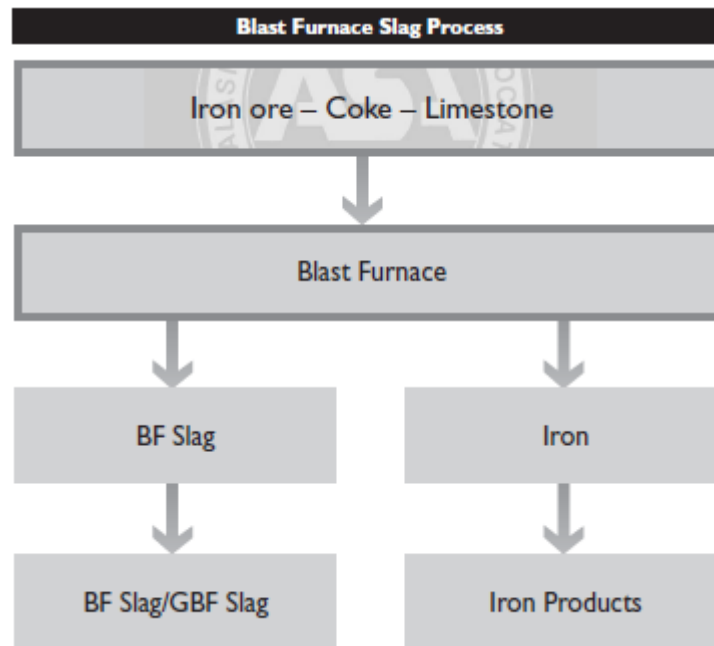 Blast Furnace Slag Process
Iron ore – Coke – Limestone
Blast Furnace
BF Slag
Iron
BF Slag/GBF Slag
Iron Products